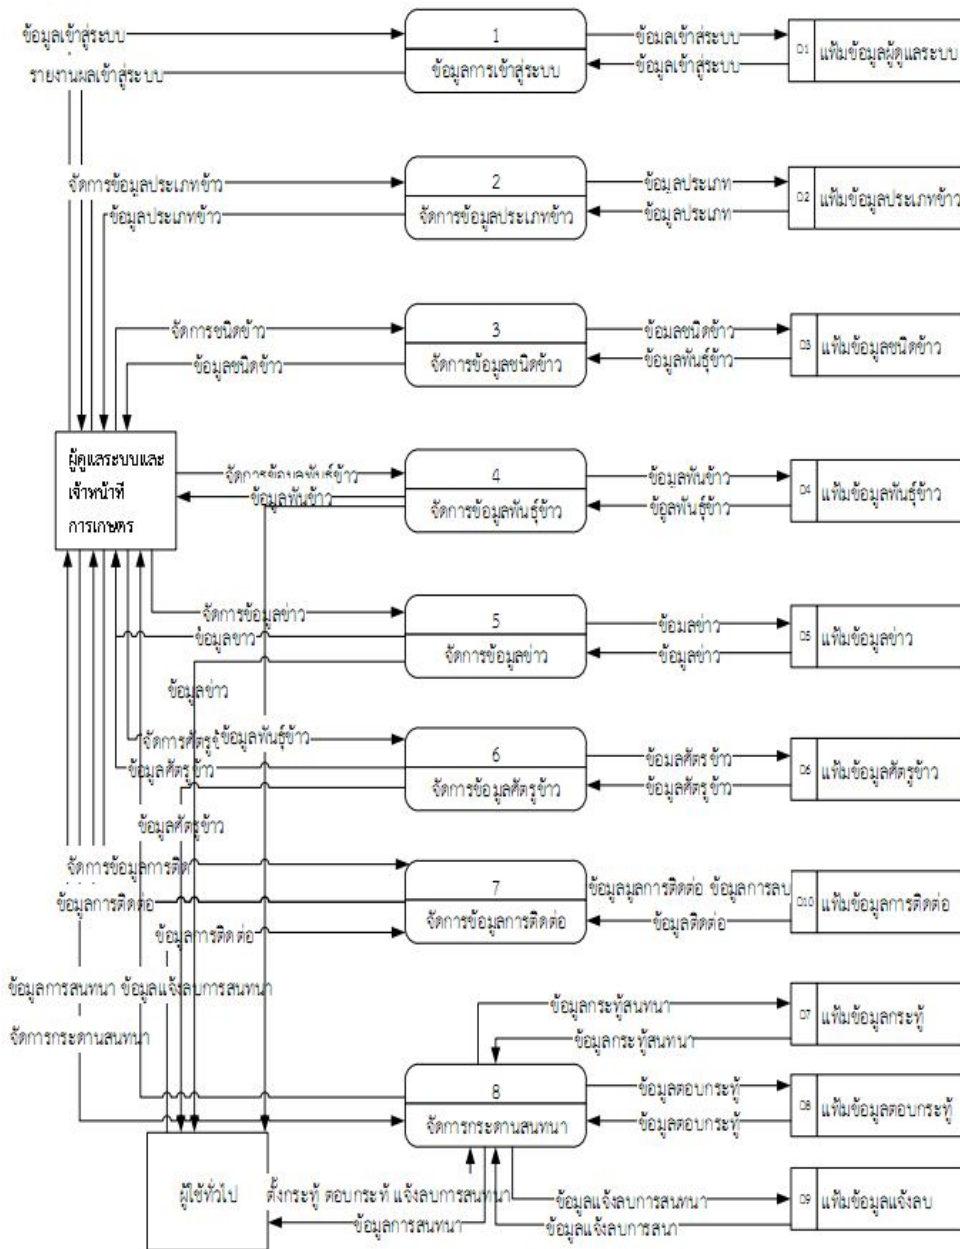 ข้อมูลเข้าสู่ระบบ
1
ข้อมูลการเข้าสู่ระบบ
ข้อมลเข้าสู่ระบบ
ข้อมูลเข้าสู่ระบบ
D1 แฟ้มข้อมูลผู้ดูแลระบบ
รายงานผลเข้าสู่ระบบ
จัดการข้อมูลประเภทข้าว
ข้อมูลประเภทข้าว
2
จัดการข้อมูลประเภทข้าว
ข้อมูลประเภท
ข้อมูลประเภท
D2 แฟ้มข้อมูลประเภทข้าว
จัดการชนิดข้าว
ข้อมูลชนิดข้าว
3
จัดการข้อมูลชนิดข้าว
ข้อมลชนิดข้าว
ข้อมูลพันธุ์ข้าว
D3 แฟ้มข้อมูลชนิดข้าว
ผู้ดูแลระบบและ
เจ้าหน้าที่
การเกษตร
จัดการข้อมูลพันธุ์ข้าว
ข้อมูลพันข้าว
4
จัดการข้อมูลพันธุ์ข้าว
ข้อมูลพันข้าว
ข้อูลพันธุ์ข้าว
D4 แฟ้มข้อมูลพันธุ์ข้าว
จัดการข้อมูลข่าว
ข้อมูลข่าว
ข้อมูลข่าว
5
จัดการข้อมูลข่าว
ข้อมลข่าว
ข้อมูลข่าว
D5 แฟ้มข้อมูลข่าว
จัดการศัตรูข้
ข้อมูลพันธุ์ข้าว
ข้อมูลศัตรูข้าว
ข้อมูลศัตรูข้าว
6
จัดการข้อมูลศัตรูข้าว
ข้อมลศัตรข้าว
ข้อมูลศัตรูข้าว
D6 แฟ้มข้อมูลศัตรูข้าว
จัดการข้อมูลการติด
ข้อมูลการติดต่อ
ข้อมูลการติดต่อ
7
จัดการข้อมูลการติดต่อ
ข้อมูลมูลการติดต่อ ข้อมูลการลบ
ข้อมูลติดต่อ
D10 แฟ้มข้อมูลการติดต่อ
ข้อมูลการสนทนา ข้อมูลแจ้งลบการสนทนา
จัดการกระดานสนทนา
8
จัดการกระดานสนทนา
ข้อมูลกระทู้สนทนา
ข้อมูลกระทู้สนทนา
D7 แฟ้มข้อมูลกระทู้
ข้อมูลตอบกระทู้
ข้อมูลตอบกระทู้
D8 แฟ้มข้อมูลตอบกระทู้
ผู้ใช้ทั่วไป
ตั้งกระทู้ ตอบกระทู้ แจ้งลบการสนทนา
ข้อมูลการสนทนา
ข้อมูลแจ้งลบการสนทนา
ข้อมูลแจ้งลบการสนา
D9 แฟ้มข้อมูลแจ้งลบ